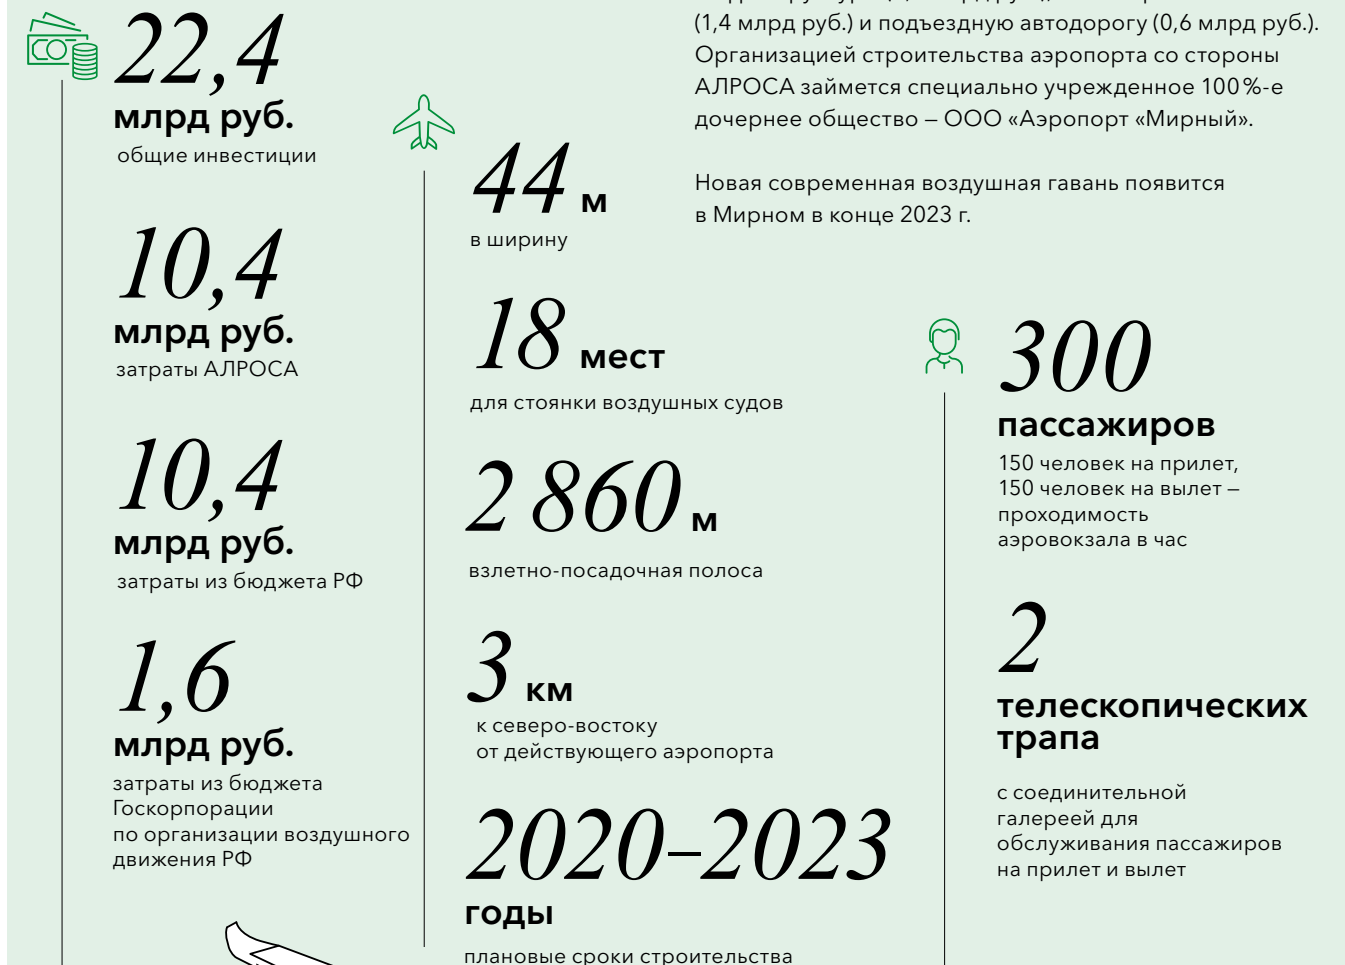 22,4
млрд руб.
общие инвестиции
10,4
млрд руб.
затраты АЛРОСА
10,4
млрд руб.
затраты из бюджета РФ
1,6
млрд руб.
затраты из бюджета
Госкорпорации
по организации воздушного
движения РФ
44 м
в ширину
18 мест
для стоянки воздушных судов
2 860 м
взлетно-посадочная полоса
3 км
к северо-востоку
от действующего аэропорта
2020–2023
годы
плановые сроки строительства
(1,4 млрд руб.) и подъездную автодорогу (0,6 млрд руб.).
Организацией строительства аэропорта со стороны
АЛРОСА займется специально учрежденное 100%-е
дочернее общество – ООО «Аэропорт «Мирный».
Новая современная воздушная гавань появится
в Мирном в конце 2023 г.
300
пассажиров
150 человек на прилет,
150 человек на вылет –
проходимость
аэровокзала в час
2
телескопических
трапа
с соединительной
галереей для
обслуживания пассажиров
на прилет и вылет